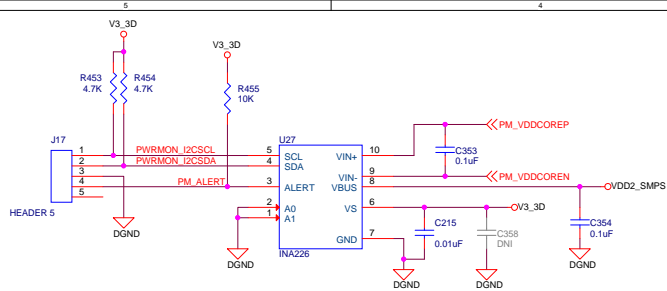 5 4
V3_3D
V3_3D
R453 R454
4.7K 4.7K
R455
10K
J17
1
2
3
4
5
HEADER 5
PWRMON_I2CSCL
PWRMON_I2CSDA
PM_ALERT
DGND
DGND
U27
5 SCL
4 SDA
3 ALERT
2 A0
1 A1
VIN+ 10
VIN- 9
VBUS 8
VS 6
GND 7
INA226
PM_VDDCOREP
C353
0.1uF
PM_VDDCOREN
VDD2_SMPS
V3_3D
C215
0.01uF
C358
DNI
C354
0.1uF
DGND
DGND
DGND